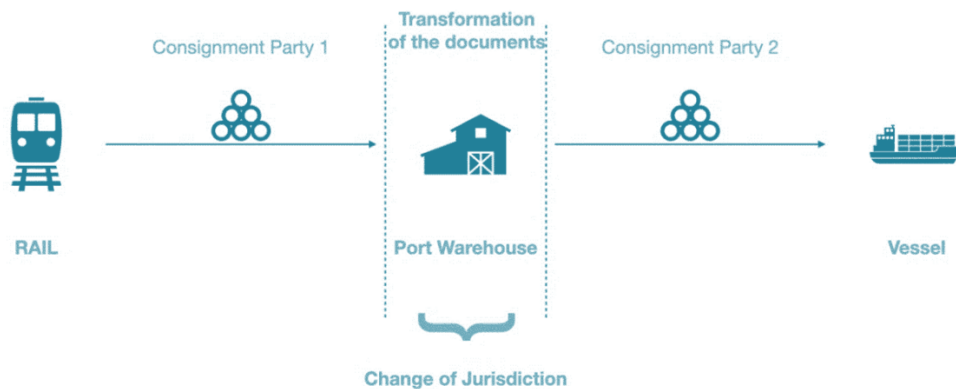 Transformation
of the documents
Consignment Party 1
Consignment Party 2
RAIL
Port Warehouse
Vessel
Change of Jurisdiction